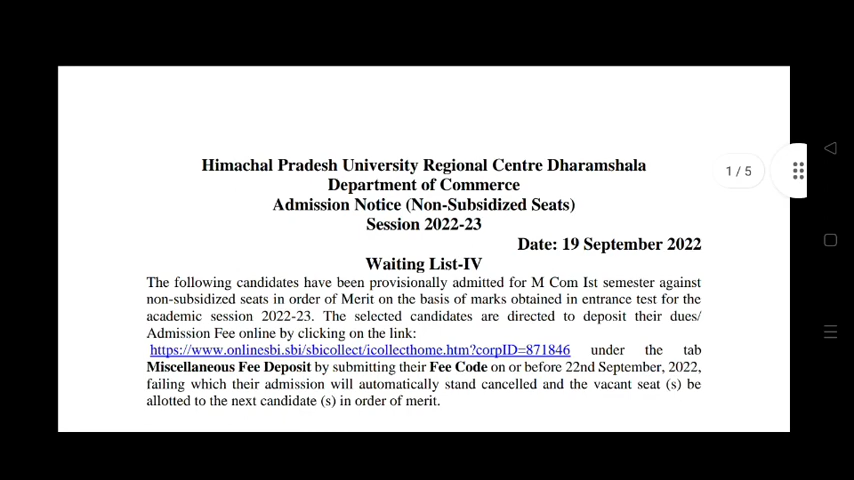 Himachal Pradesh University Regional Centre Dharamshala
Department of Commerce
Admission Notice (Non-Subsidized Seats)
Session 2022-23
Date: 19 September 2022
Waiting List-IV
The following candidates have been provisionally admitted for M Com Ist semester against
non-subsidized seats in order of Merit on the basis of marks obtained in entrance test for the
academic session 2022-23. The selected candidates are directed to deposit their dues/
Admission Fee online by clicking on the link:
https://www.onlinesbi.sbi/sbicollect/icollecthome.htm?corpID=871846 under the tab
Miscellaneous Fee Deposit by submitting their Fee Code on or before 22nd September, 2022,
failing which their admission will automatically stand cancelled and the vacant seat (s) be
allotted to the next candidate (s) in order of merit.
1 / 5